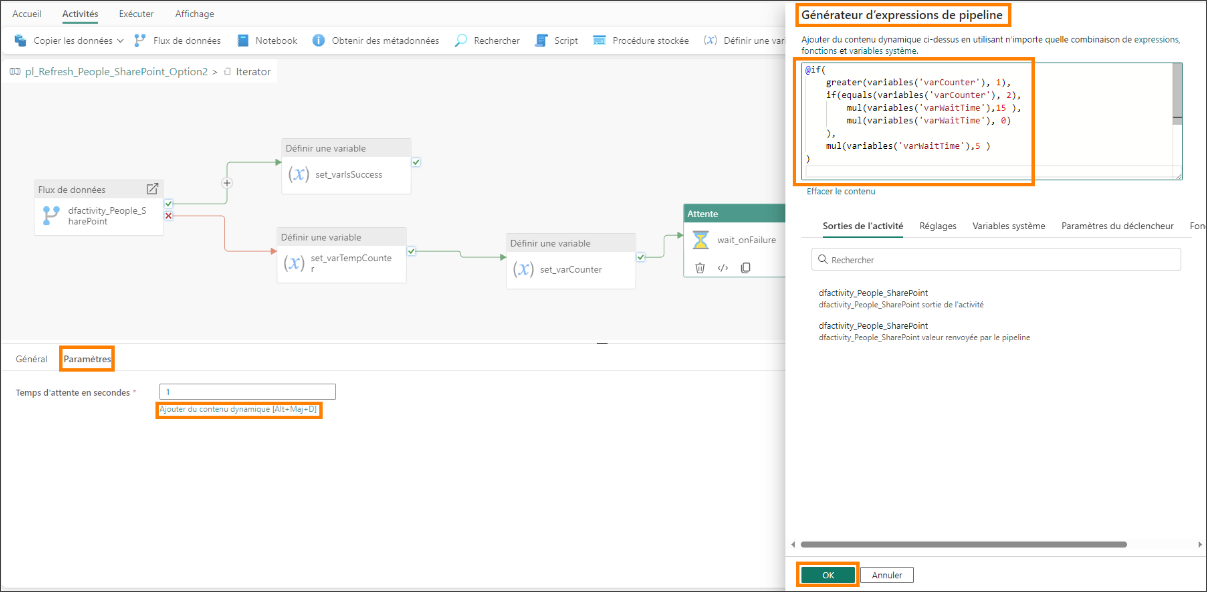 Accueil Activités Exécuter Affichage
Copier les données Flux de données Notebook Obtenir des métadonnées Rechercher Script Procédure stockée (x) Définir une var
pl_Refresh_People_SharePoint_Option2 > Iterator
Flux de données
dfactivity_People_S
harePoint
Définir une variable
(x) set_varIsSuccess
Définir une variable
(x) set_varTempCounte
r
Définir une variable
(x) set_varCounter
Attente
wait_onFailure
Général Paramètres
Temps d'attente en secondes * 1
Ajouter du contenu dynamique [Alt+Maj+D]
Générateur d'expressions de pipeline
Ajouter du contenu dynamique ci-dessus en utilisant n'importe quelle combinaison de expressions,
fonctions et variables système.
@if(
greater(variables('varCounter'), 1),
if(equals(variables('varCounter'), 2),
mul(variables('varWaitTime'),15 ),
mul(variables('varWaitTime'), 0)
),
mul(variables('varWaitTime'),5 )
)
Effacer le contenu
Sorties de l'activité Réglages Variables système Paramètres du déclencheur Fon
Rechercher
dfactivity_People_SharePoint
dfactivity_People_SharePoint sortie de l'activité
dfactivity_People_SharePoint
dfactivity_People_SharePoint valeur renvoyée par le pipeline
OK Annuler